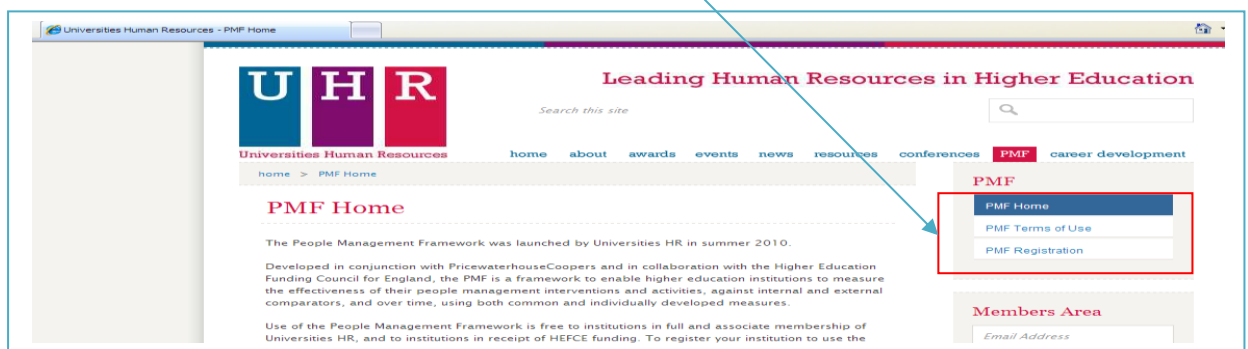 Universities Human Resources - PMF Home
UHR
Leading Human Resources in Higher Education
Search this site
Universities Human Resources
home about awards events news resources conferences PMF career development
home > PMF Home
PMF Home
The People Management Framework was launched by Universities HR in summer 2010.
Developed in conjunction with PricewaterhouseCoopers and in collaboration with the Higher Education
Funding Council for England, the PMF is a framework to enable higher education institutions to measure
the effectiveness of their people management interventions and activities, against internal and external
comparators, and over time, using both common and individually developed measures.
Use of the People Management Framework is free to institutions in full and associate membership of
Universities HR, and to institutions in receipt of HEFCE funding. To register your institution to use the
PMF
PMF Home
PMF Terms of Use
PMF Registration
Members Area
Email Address